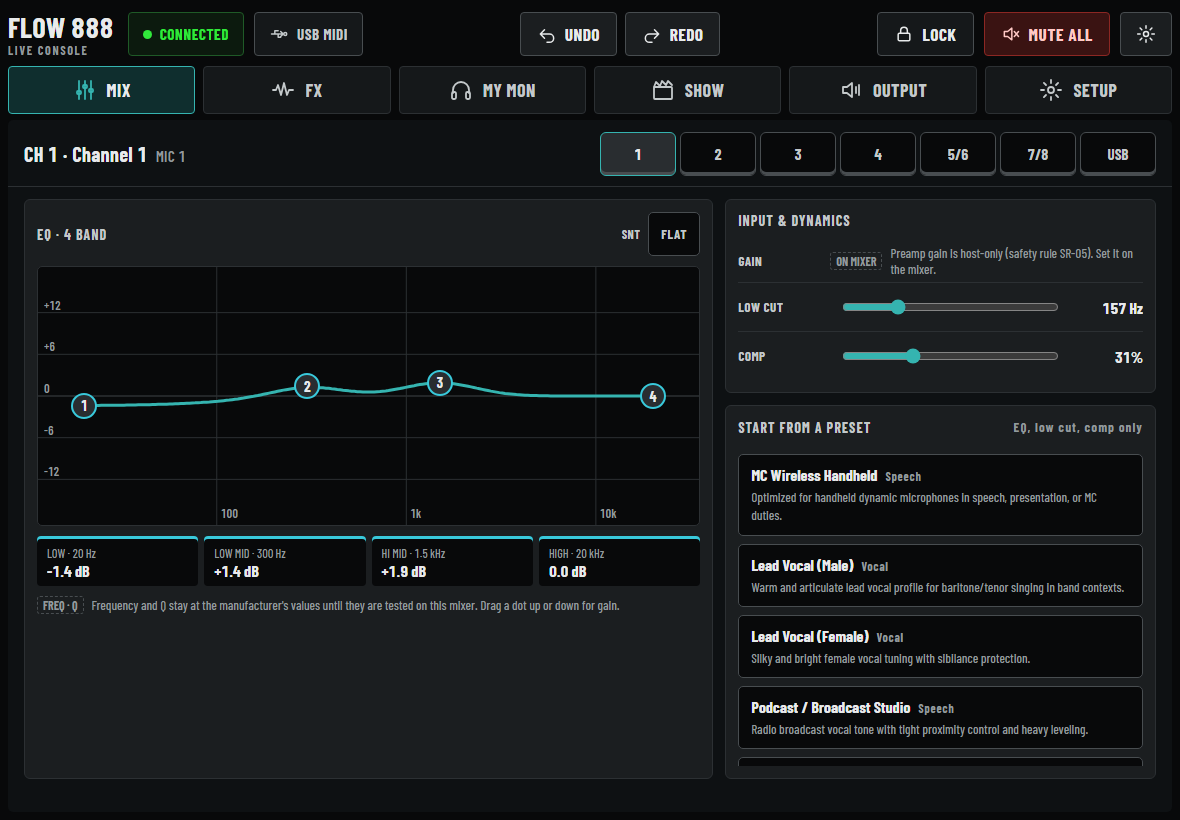 FLOW 888
LIVE CONSOLE
CONNECTED
USB MIDI
UNDO
REDO
LOCK
MUTE ALL
MIX
FX
MY MON
SHOW
OUTPUT
SETUP
CH 1 · Channel 1 MIC 1
1
2
3
4
5/6
7/8
USB
EQ · 4 BAND
SNT
FLAT
+12
+6
0
-6
-12
100
1k
10k
1
2
3
4
LOW · 20 Hz
-1.4 dB
LOW MID · 300 Hz
+1.4 dB
HI MID · 1.5 kHz
+1.9 dB
HIGH · 20 kHz
0.0 dB
FREQ · Q Frequency and Q stay at the manufacturer's values until they are tested on this mixer. Drag a dot up or down for gain.
INPUT & DYNAMICS
GAIN
ON MIXER
Preamp gain is host-only (safety rule SR-05). Set it on
the mixer.
LOW CUT
157 Hz
COMP
31%
START FROM A PRESET
EQ, low cut, comp only
MC Wireless Handheld Speech
Optimized for handheld dynamic microphones in speech, presentation, or MC
duties.
Lead Vocal (Male) Vocal
Warm and articulate lead vocal profile for baritone/tenor singing in band contexts.
Lead Vocal (Female) Vocal
Silky and bright female vocal tuning with sibilance protection.
Podcast / Broadcast Studio Speech
Radio broadcast vocal tone with tight proximity control and heavy leveling.